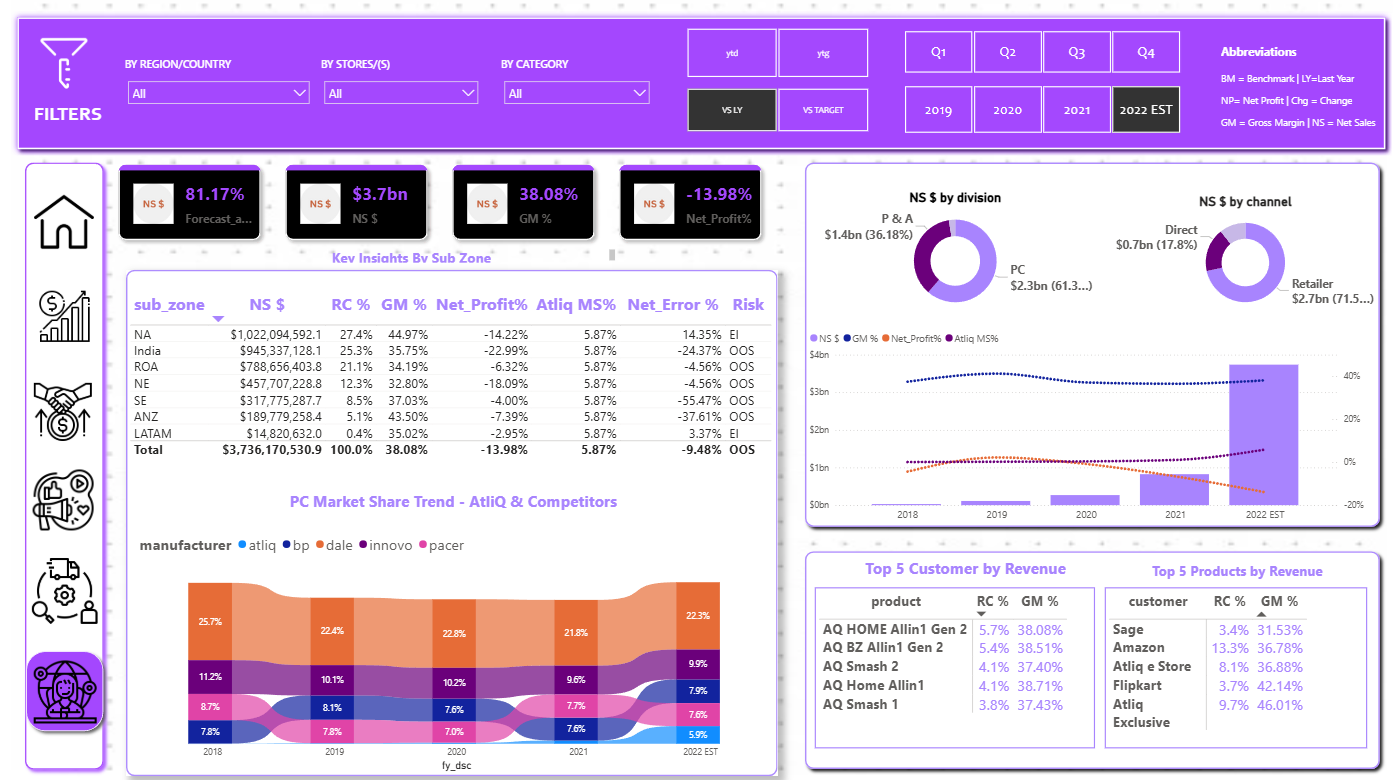 FILTERS
BY REGION/COUNTRY
All
BY STORES/(S)
All
BY CATEGORY
All
ytd
ytg
VS LY
VS TARGET
Q1
Q2
Q3
Q4
2019
2020
2021
2022 EST
Abbreviations
BM = Benchmark | LY=Last Year
NP= Net Profit | Chg = Change
GM = Gross Margin | NS = Net Sales
NS $
81.17%
Forecast_a...
NS $
$3.7bn
NS $
NS $
38.08%
GM %
NS $
-13.98%
Net_Profit%
Key Insights By Sub Zone
sub_zone NS $ RC % GM % Net_Profit% Atliq MS% Net_Error % Risk
NA $1,022,094,592.1 27.4% 44.97% -14.22% 5.87% 14.35% EI
India $945,337,128.1 25.3% 35.75% -22.99% 5.87% -24.37% OOS
ROA $788,656,403.8 21.1% 34.19% -6.32% 5.87% -4.56% OOS
NE $457,707,228.8 12.3% 32.80% -18.09% 5.87% -4.56% OOS
SE $317,775,287.7 8.5% 37.03% -4.00% 5.87% -55.47% OOS
ANZ $189,779,258.4 5.1% 43.50% -7.39% 5.87% -37.61% OOS
LATAM $14,820,632.0 0.4% 35.02% -2.95% 5.87% 3.37% EI
Total $3,736,170,530.9 100.0% 38.08% -13.98% 5.87% -9.48% OOS
PC Market Share Trend - AtliQ & Competitors
manufacturer atliq bp dale innovo pacer
25.7%
11.2%
8.7%
7.8%
22.4%
10.1%
8.1%
7.8%
22.8%
10.2%
7.6%
7.0%
21.8%
9.6%
7.7%
7.6%
22.3%
9.9%
7.9%
7.6%
5.9%
2018 2019 2020 2021 2022 EST
fy_dsc
NS $ by division
P & A
$1.4bn (36.18%)
PC
$2.3bn (61.3...)
NS $ by channel
Direct
$0.7bn (17.8%)
Retailer
$2.7bn (71.5...)
NS $ GM % Net_Profit% Atliq MS%
$4bn
$3bn
$2bn
$1bn
$0bn
40%
20%
0%
-20%
2018 2019 2020 2021 2022 EST
Top 5 Customer by Revenue
product RC % GM %
AQ HOME Allin1 Gen 2 5.7% 38.08%
AQ BZ Allin1 Gen 2 5.4% 38.51%
AQ Smash 2 4.1% 37.40%
AQ Home Allin1 4.1% 38.71%
AQ Smash 1 3.8% 37.43%
Top 5 Products by Revenue
customer RC % GM %
Sage 3.4% 31.53%
Amazon 13.3% 36.78%
Atliq e Store 8.1% 36.88%
Flipkart 3.7% 42.14%
Atliq 9.7% 46.01%
Exclusive